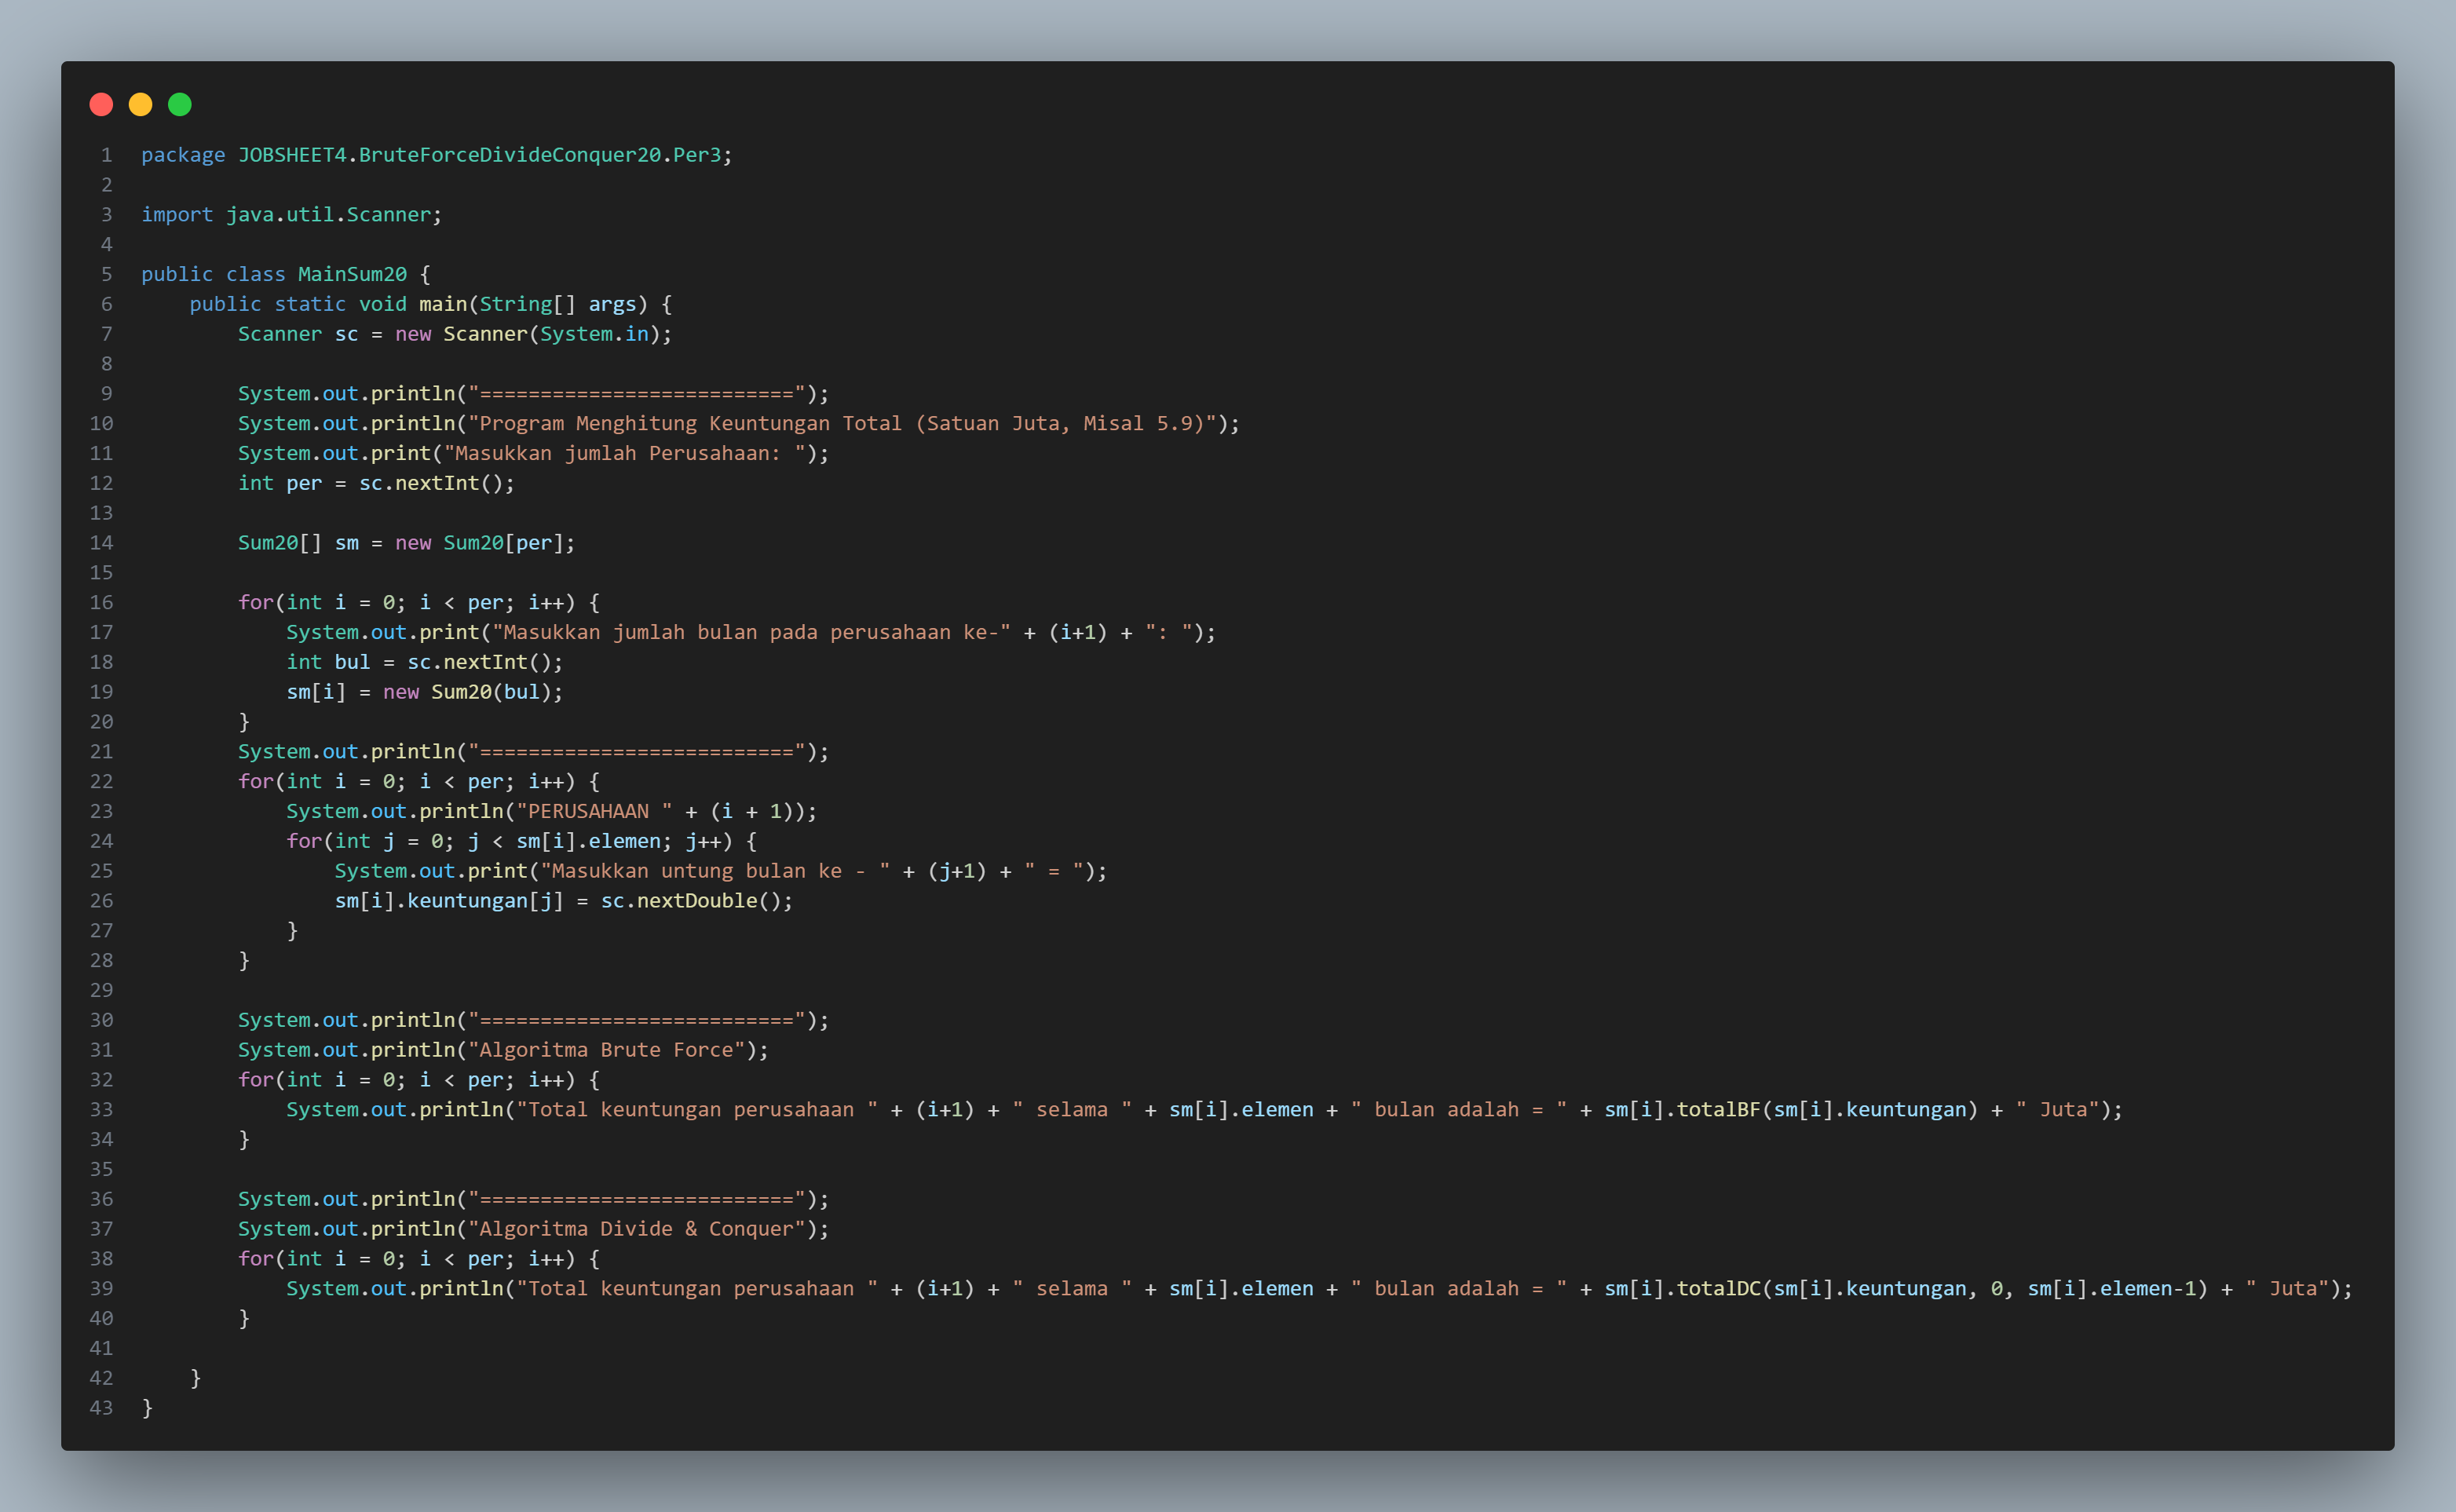 1 package JOBSHEET4.BruteForceDivideConquer20.Per3;
2
3 import java.util.Scanner;
4
5 public class MainSum20 {
6     public static void main(String[] args) {
7         Scanner sc = new Scanner(System.in);
8
9         System.out.println("==========================");
10         System.out.println("Program Menghitung Keuntungan Total (Satuan Juta, Misal 5.9)");
11         System.out.print("Masukkan jumlah Perusahaan: ");
12         int per = sc.nextInt();
13
14         Sum20[] sm = new Sum20[per];
15
16         for(int i = 0; i < per; i++) {
17             System.out.print("Masukkan jumlah bulan pada perusahaan ke-" + (i+1) + ": ");
18             int bul = sc.nextInt();
19             sm[i] = new Sum20(bul);
20         }
21         System.out.println("==========================");
22         for(int i = 0; i < per; i++) {
23             System.out.println("PERUSAHAAN " + (i + 1));
24             for(int j = 0; j < sm[i].elemen; j++) {
25                 System.out.print("Masukkan untung bulan ke - " + (j+1) + " = ");
26                 sm[i].keuntungan[j] = sc.nextDouble();
27             }
28         }
29
30         System.out.println("==========================");
31         System.out.println("Algoritma Brute Force");
32         for(int i = 0; i < per; i++) {
33             System.out.println("Total keuntungan perusahaan " + (i+1) + " selama " + sm[i].elemen + " bulan adalah = " + sm[i].totalBF(sm[i].keuntungan) + " Juta");
34         }
35
36         System.out.println("==========================");
37         System.out.println("Algoritma Divide & Conquer");
38         for(int i = 0; i < per; i++) {
39             System.out.println("Total keuntungan perusahaan " + (i+1) + " selama " + sm[i].elemen + " bulan adalah = " + sm[i].totalDC(sm[i].keuntungan, 0, sm[i].elemen-1) + " Juta");
40         }
41
42     }
43 }